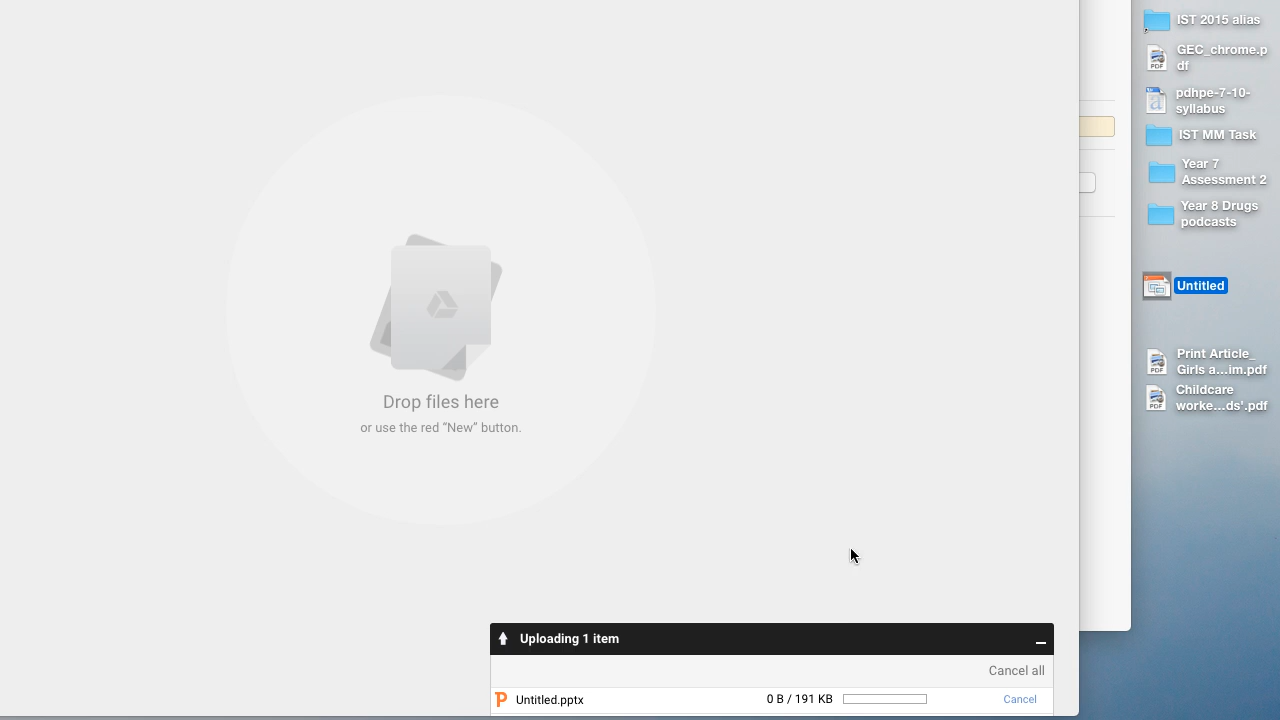 IST 2015 alias
GEC_chrome.p
df
pdhpe-7-10-
syllabus
IST MM Task
Year 7
Assessment 2
Year 8 Drugs
podcasts
Untitled
Print Article_
Girls a...im.pdf
Childcare
worke...ds'.pdf
Drop files here
or use the red “New” button.
Uploading 1 item
Cancel all
Untitled.pptx 0 B / 191 KB Cancel